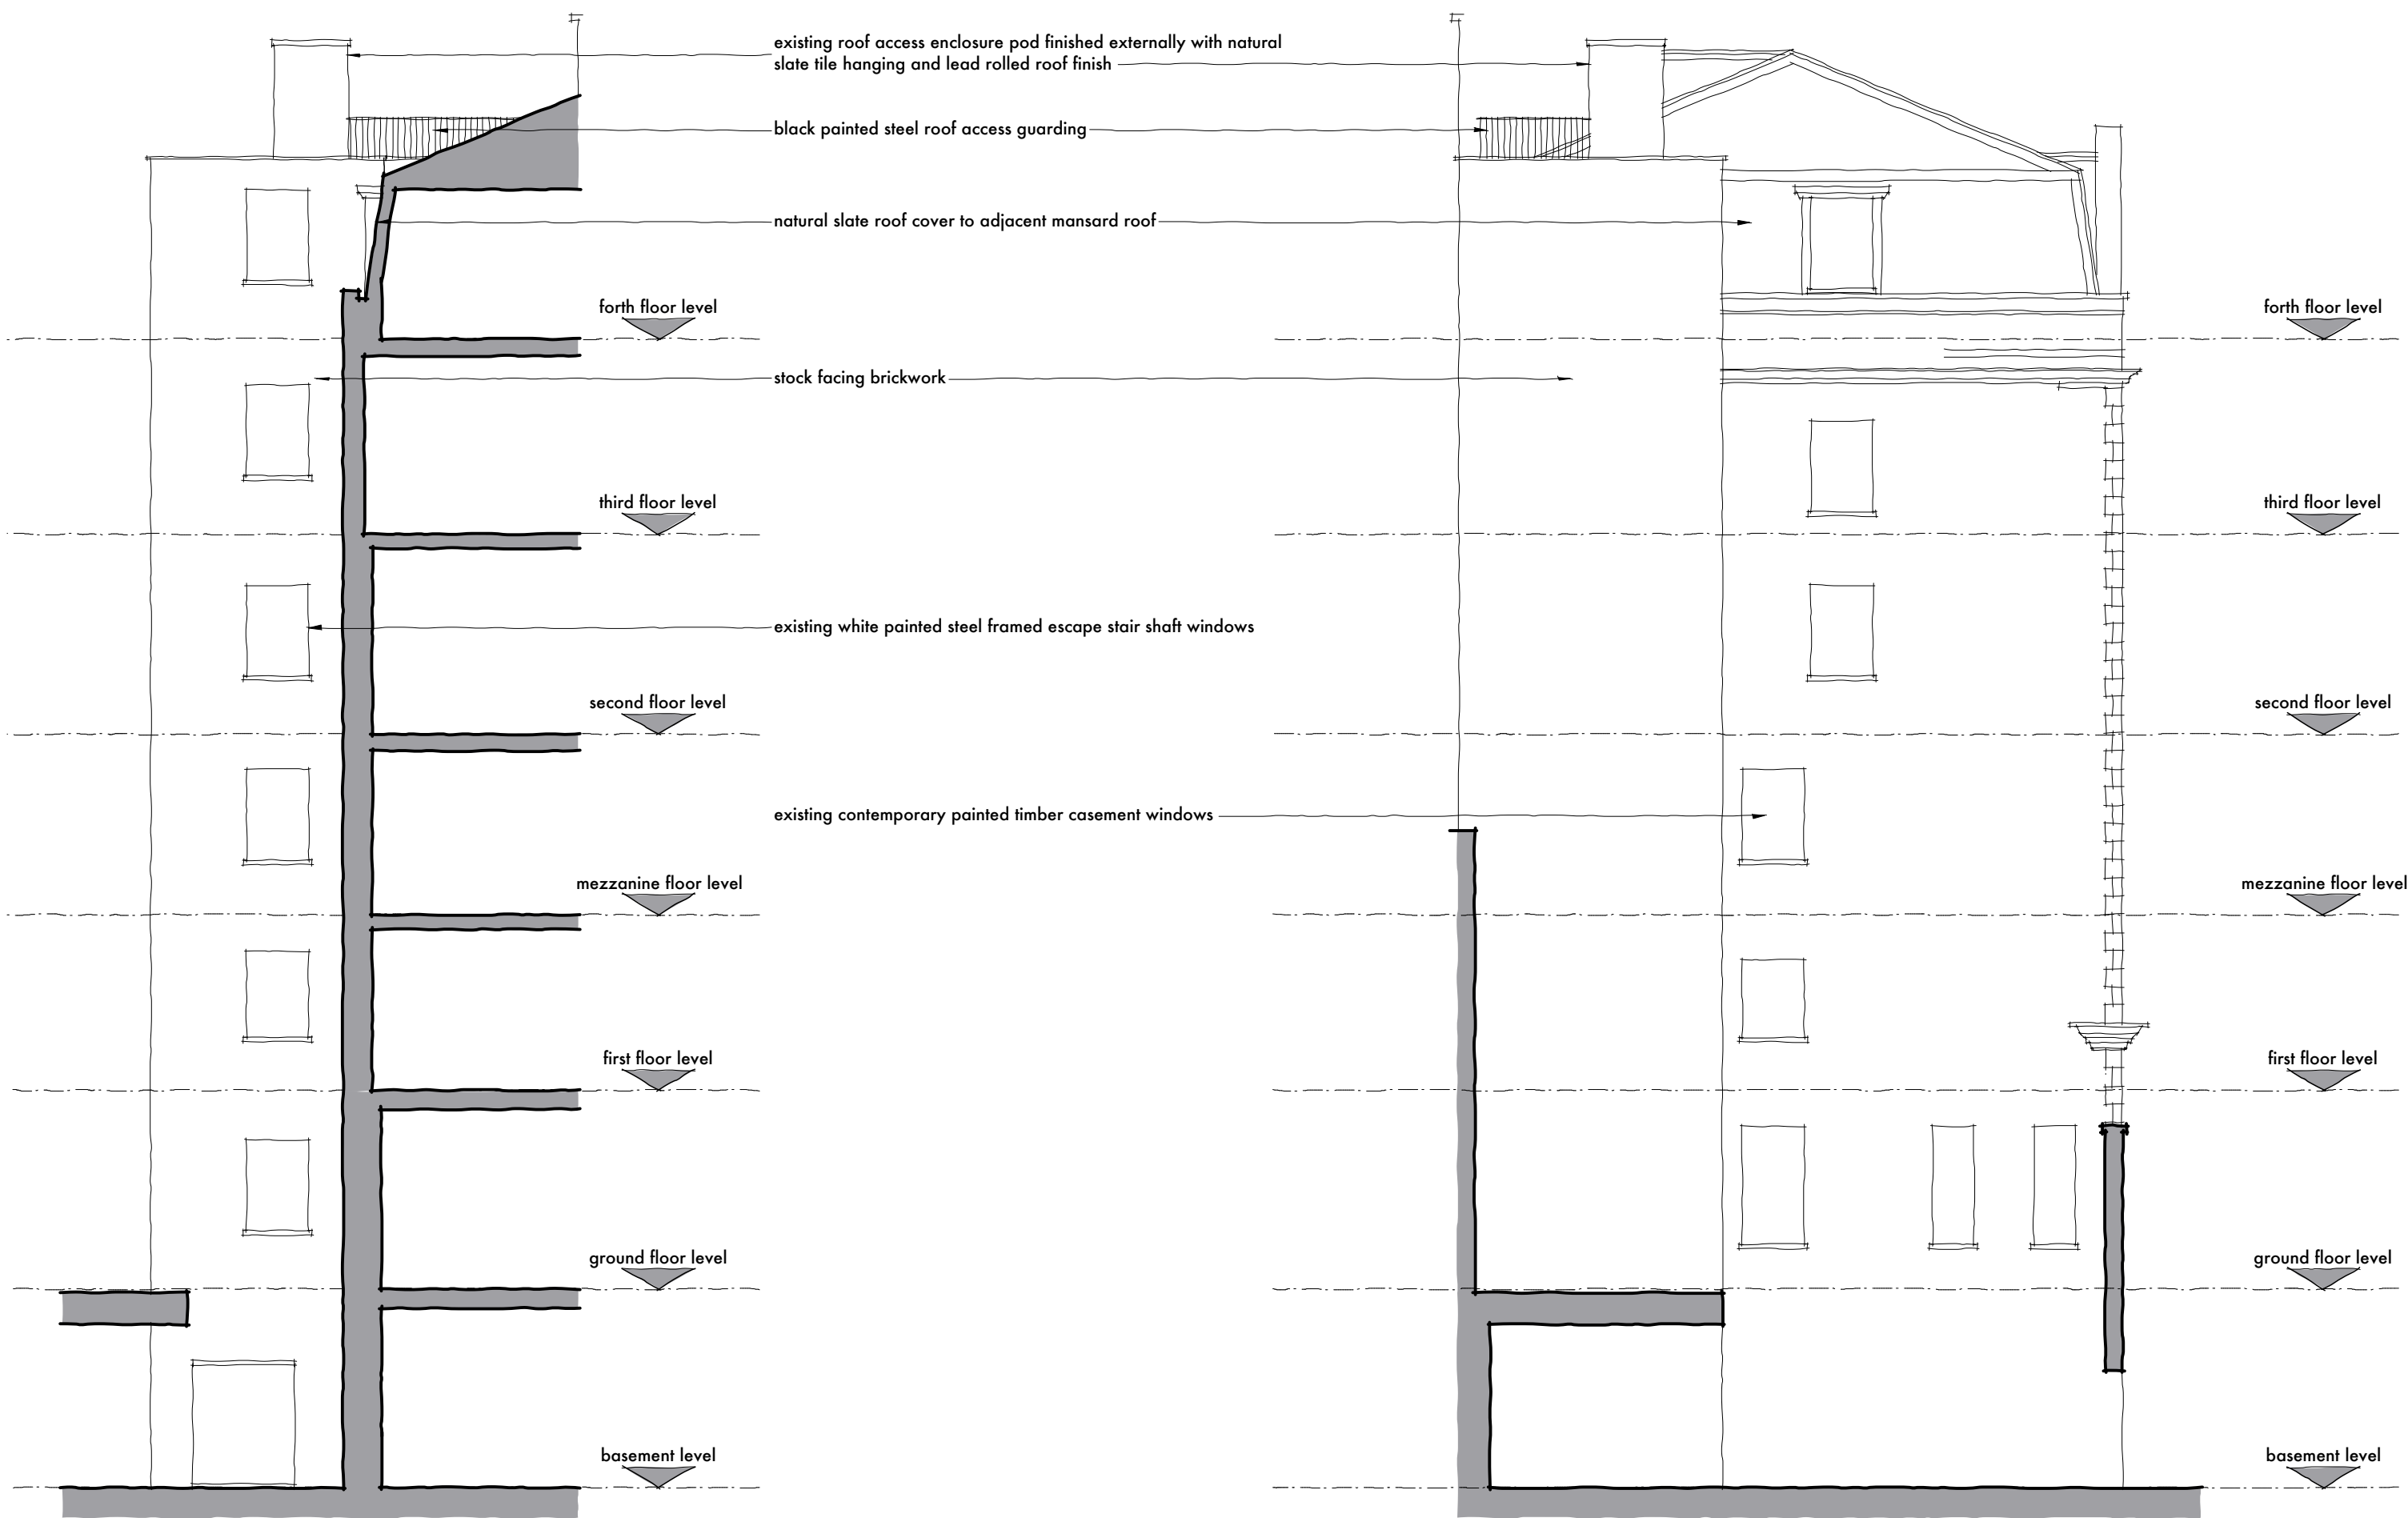 existing roof access enclosure pod finished externally with natural
slate tile hanging and lead rolled roof finish
black painted steel roof access guarding
natural slate roof cover to adjacent mansard roof
forth floor level
forth floor level
stock facing brickwork
third floor level
third floor level
existing white painted steel framed escape stair shaft windows
second floor level
second floor level
existing contemporary painted timber casement windows
mezzanine floor level
mezzanine floor level
first floor level
first floor level
ground floor level
ground floor level
basement level
basement level